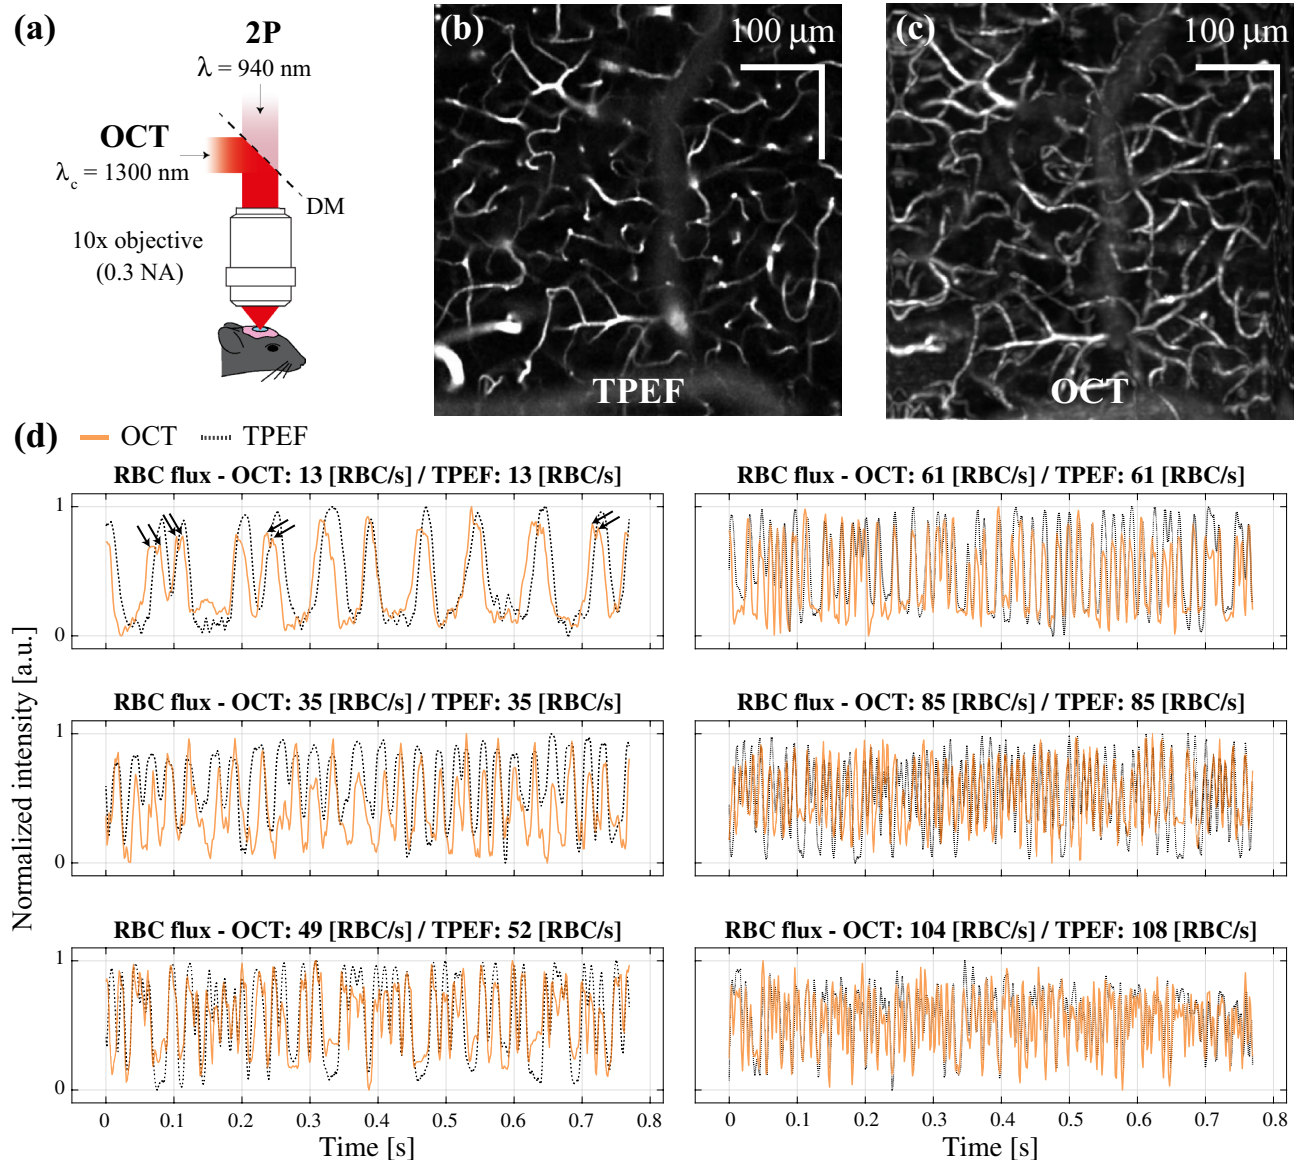 (a)
2P
λ = 940 nm
OCT
λc = 1300 nm
DM
10x objective
(0.3 NA)
(b)
100 µm
TPEF
(c)
100 µm
OCT
(d)
OCT
TPEF
Normalized intensity [a.u.]
RBC flux - OCT: 13 [RBC/s] / TPEF: 13 [RBC/s]
1
0
RBC flux - OCT: 61 [RBC/s] / TPEF: 61 [RBC/s]
RBC flux - OCT: 35 [RBC/s] / TPEF: 35 [RBC/s]
1
0
RBC flux - OCT: 85 [RBC/s] / TPEF: 85 [RBC/s]
RBC flux - OCT: 49 [RBC/s] / TPEF: 52 [RBC/s]
1
0
0 0.1 0.2 0.3 0.4 0.5 0.6 0.7 0.8
Time [s]
RBC flux - OCT: 104 [RBC/s] / TPEF: 108 [RBC/s]
0 0.1 0.2 0.3 0.4 0.5 0.6 0.7 0.8
Time [s]